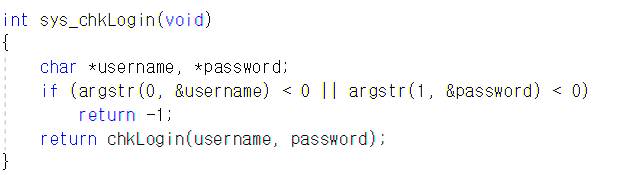 int sys_chkLogin(void)
{
    char *username, *password;
    if (argstr(0, &username) < 0 || argstr(1, &password) < 0)
        return -1;
    return chkLogin(username, password);
}